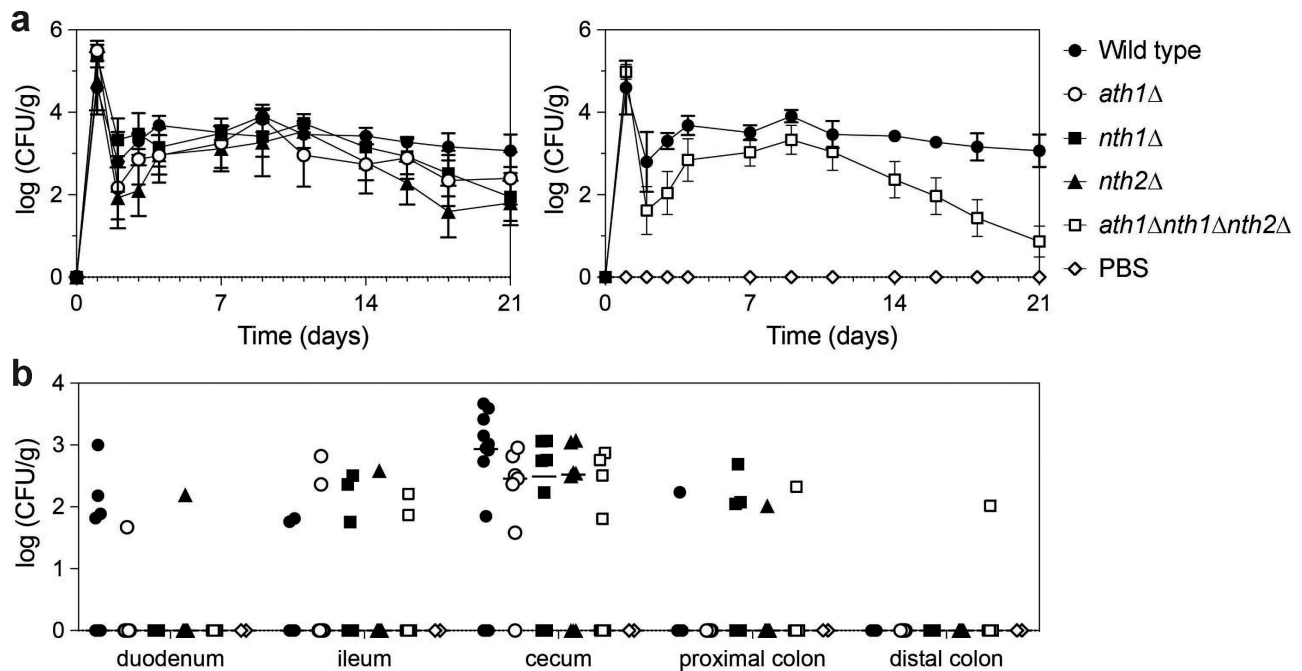 a
6
4
2
0
log (CFU/g)
0 7 14 21
Time (days)
6
4
2
0
log (CFU/g)
0 7 14 21
Time (days)
Wild type
ath1Δ
nth1Δ
nth2Δ
ath1Δnth1Δnth2Δ
PBS
b
4
3
2
1
0
log (CFU/g)
duodenum ileum cecum proximal colon distal colon